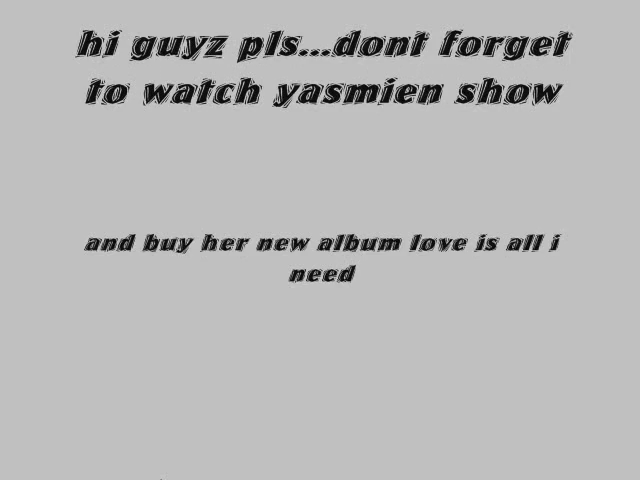 hi guyz pls...dont forget
to watch yasmien show
and buy her new album love is all i
need